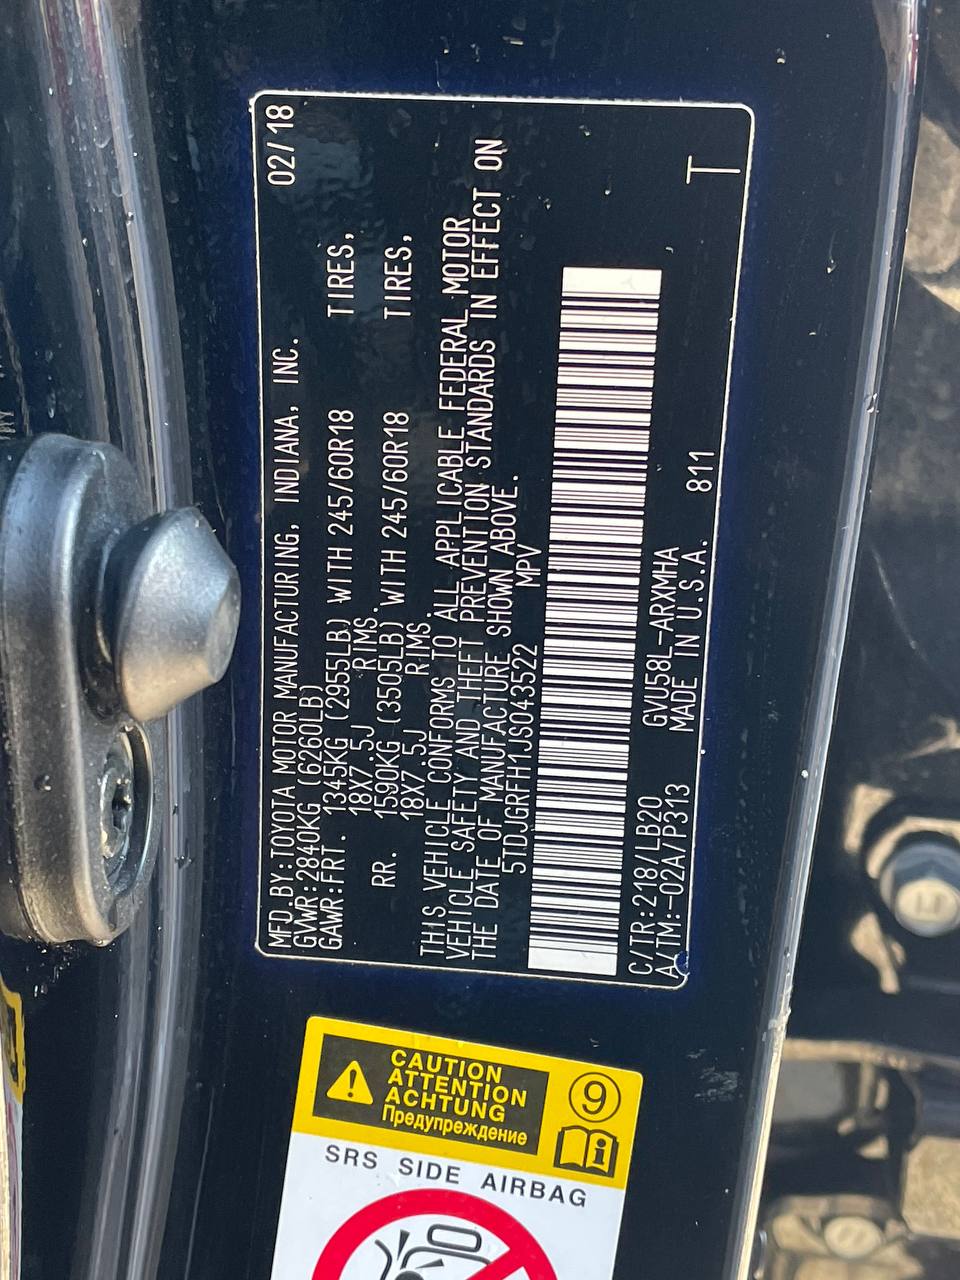 MFD.BY:TOYOTA MOTOR MANUFACTURING, INDIANA, INC. 02/18
GVWR:2840KG (6260LB)
GAWR:FRT. 1345KG (2955LB) WITH 245/60R18 TIRES,
18X7.5J RIMS.
RR. 1590KG (3505LB) WITH 245/60R18 TIRES,
18X7.5J RIMS.
THIS VEHICLE CONFORMS TO ALL APPLICABLE FEDERAL MOTOR
VEHICLE SAFETY AND THEFT PREVENTION STANDARDS IN EFFECT ON
THE DATE OF MANUFACTURE SHOWN ABOVE.
5TDJGRFH1JS043522 MPV
C/TR:218/LB20 GVU58L-ARXMHA
A/TM:-02A/P313 MADE IN U.S.A. 811 T
CAUTION
ATTENTION
ACHTUNG
Предупреждение
9
i
SRS SIDE AIRBAG